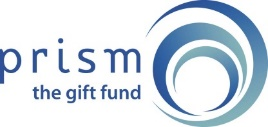 prism
the gift fund